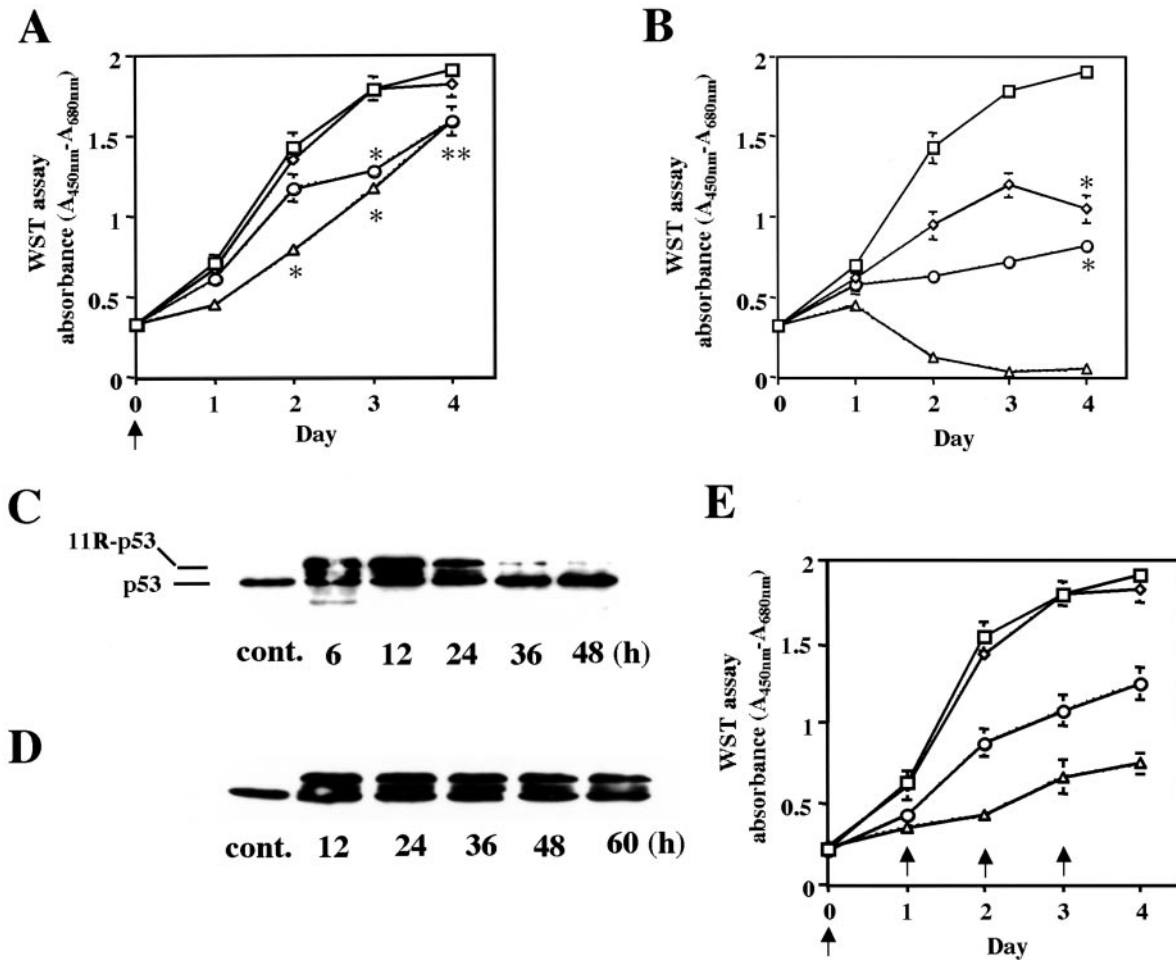 A
WST assay
absorbance (A450nm-A680nm)
2
1.5
1
0.5
0
0 1 2 3 4
Day
*
*
*
**
B
WST assay
absorbance (A450nm-A680nm)
2
1.5
1
0.5
0
0 1 2 3 4
Day
*
*
C
11R-p53
p53
cont. 6 12 24 36 48 (h)
D
cont. 12 24 36 48 60 (h)
E
WST assay
absorbance (A450nm-A680nm)
2
1.5
1
0.5
0
0 1 2 3 4
Day